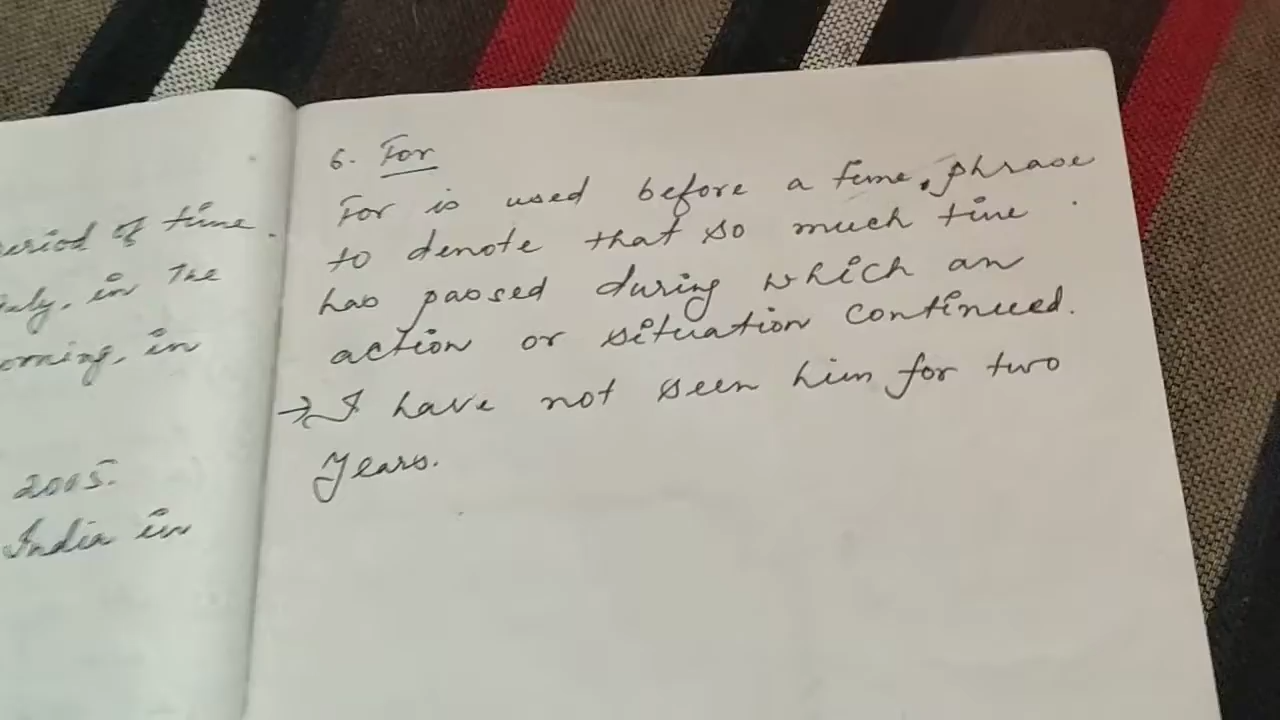 period of time.
July, in the
orning, in
2005.
India in
6. For
For is used before a time, phrase
to denote that so much time
has passed during which an
action or situation continued.
→ I have not seen him for two
years.